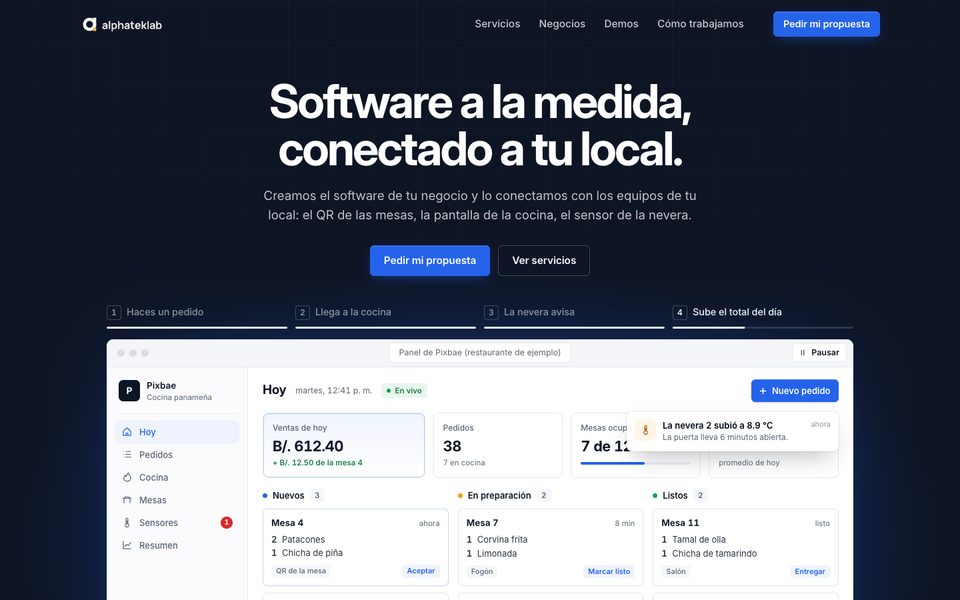 alphateklab
Servicios Negocios Demos Cómo trabajamos Pedir mi propuesta
Software a la medida,
conectado a tu local.
Creamos el software de tu negocio y lo conectamos con los equipos de tu
local: el QR de las mesas, la pantalla de la cocina, el sensor de la nevera.
Pedir mi propuesta Ver servicios
1 Haces un pedido 2 Llega a la cocina 3 La nevera avisa 4 Sube el total del día
Panel de Pixbae (restaurante de ejemplo) Pausar
P Pixbae
Cocina panameña
Hoy
Pedidos
Cocina
Mesas
Sensores 1
Resumen
Hoy martes, 12:41 p. m. En vivo + Nuevo pedido
Ventas de hoy
B/. 612.40
+ B/. 12.50 de la mesa 4
Pedidos
38
7 en cocina
Mesas
7 de 12
La nevera 2 subió a 8.9 °C ahora
La puerta lleva 6 minutos abierta.
promedio de hoy
Nuevos 3
Mesa 4 ahora
2 Patacones
1 Chicha de piña
QR de la mesa Aceptar
En preparación 2
Mesa 7 8 min
1 Corvina frita
1 Limonada
Fogón Marcar listo
Listos 2
Mesa 11 listo
1 Tamal de olla
1 Chicha de tamarindo
Salón Entregar